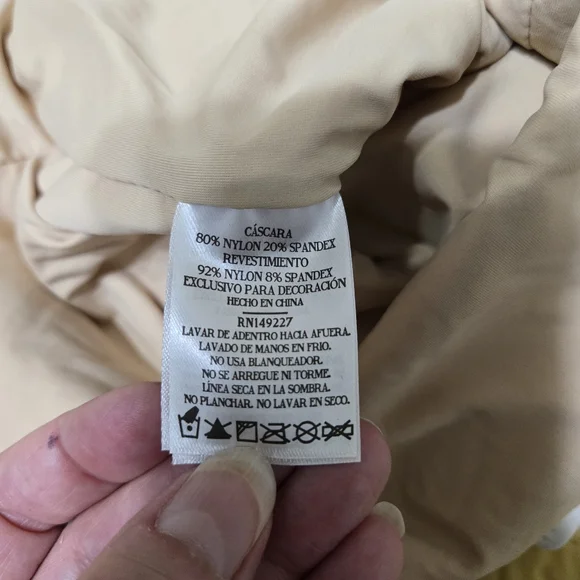 CÁSCARA
80% NYLON 20% SPANDEX
REVESTIMIENTO
92% NYLON 8% SPANDEX
EXCLUSIVO PARA DECORACIÓN
HECHO EN CHINA
RN149227
LAVAR DE ADENTRO HACIA AFUERA.
LAVADO DE MANOS EN FRIO.
NO USA BLANQUEADOR.
NO SE ARREGUE NI TORME.
LÍNEA SECA EN LA SOMBRA.
NO PLANCHAR. NO LAVAR EN SECO.